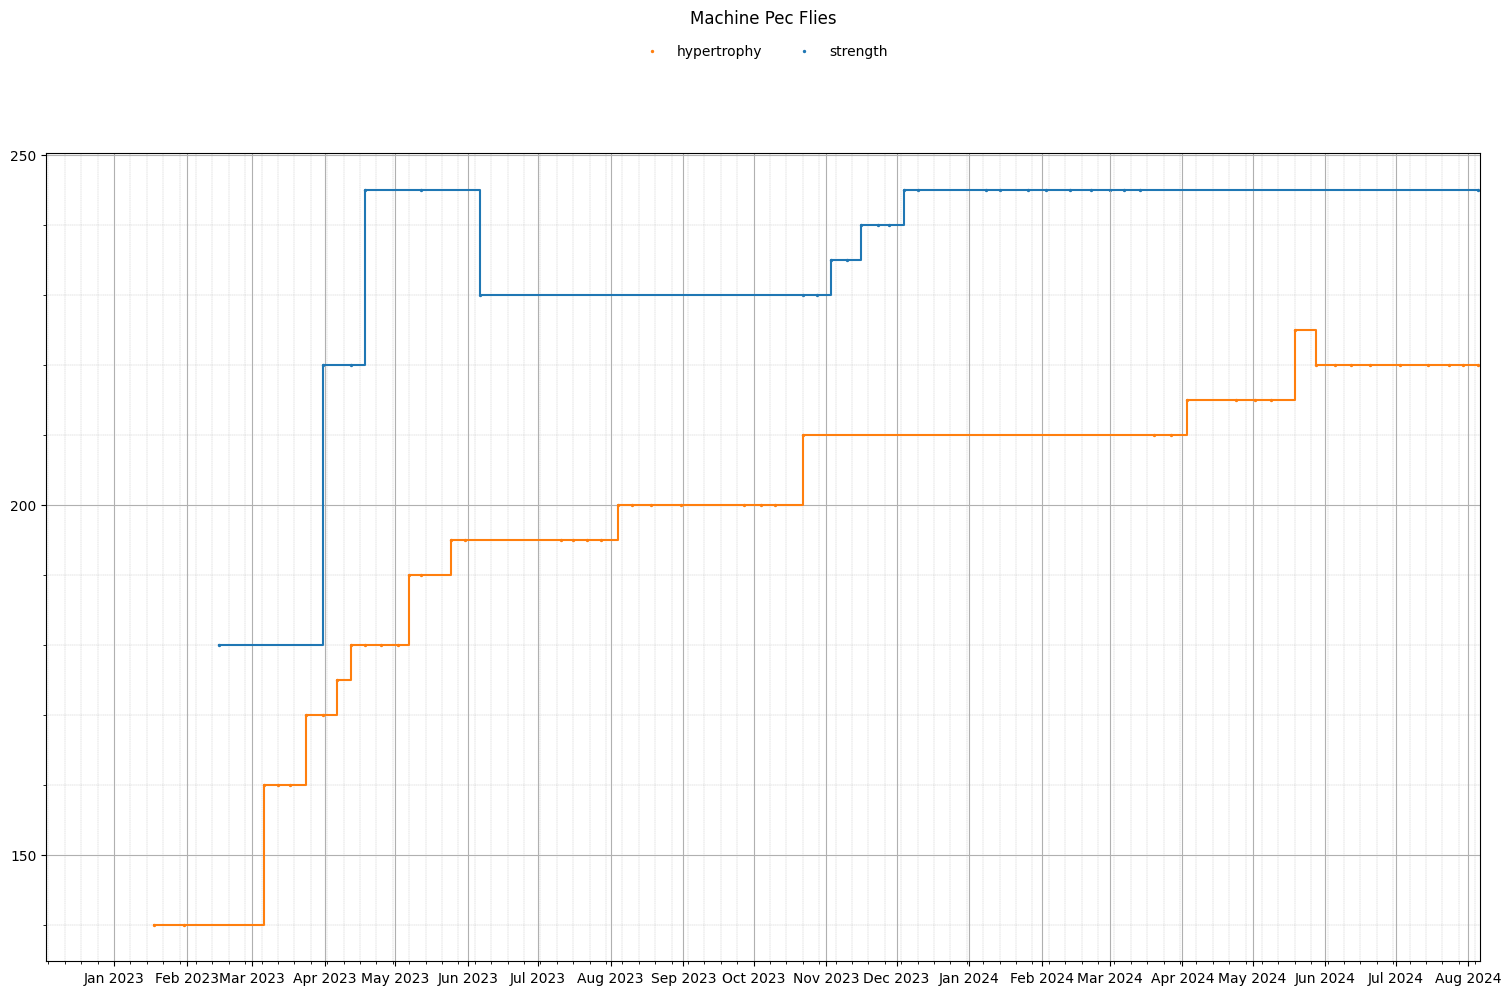 Machine Pec Flies
hypertrophy strength
250
200
150
Jan 2023 Feb 2023 Mar 2023 Apr 2023 May 2023 Jun 2023 Jul 2023 Aug 2023 Sep 2023 Oct 2023 Nov 2023 Dec 2023 Jan 2024 Feb 2024 Mar 2024 Apr 2024 May 2024 Jun 2024 Jul 2024 Aug 2024